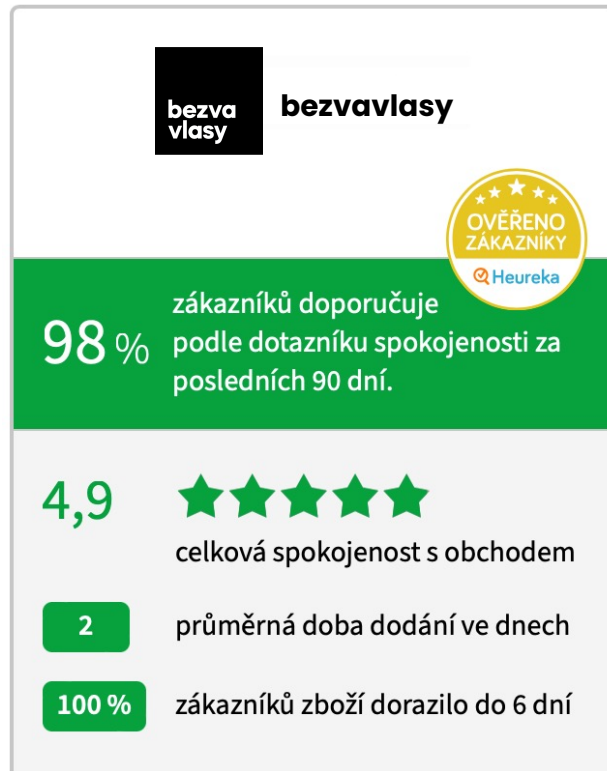 bezva
vlasy
bezvavlasy
OVĚŘENO
ZÁKAZNÍKY
Heureka
98 %
zákazníků doporučuje
podle dotazníku spokojenosti za
posledních 90 dní.
4,9
celková spokojenost s obchodem
2 průměrná doba dodání ve dnech
100 % zákazníků zboží dorazilo do 6 dní